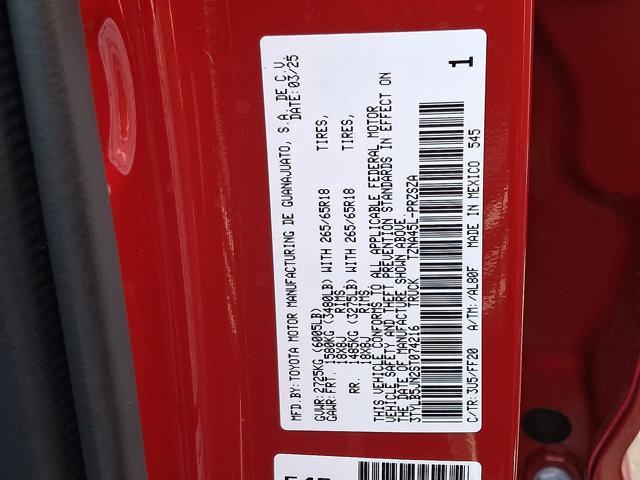 MFD.BY:TOYOTA MOTOR MANUFACTURING DE GUANAJUATO, S.A. DE C.V.
DATE:03/25
GVWR:2725KG(6005LB)
GAWR:FRT. 1580KG(3480LB)WITH 265/65R18 TIRES,
18X8J RIMS,
RR. 1485KG(3275LB)WITH 265/65R18 TIRES,
18X8J RIMS,
THIS VEHICLE CONFORMS TO ALL APPLICABLE FEDERAL MOTOR
VEHICLE SAFETY AND THEFT PREVENTION STANDARDS IN EFFECT ON
THE DATE OF MANUFACTURE SHOWN ABOVE.
3TYLB5JN2ST074216 TRUCK TZNA45L-PRZSZA
C/TR:3U5/FF20 A/TM:/AL80F MADE IN MEXICO 545
1